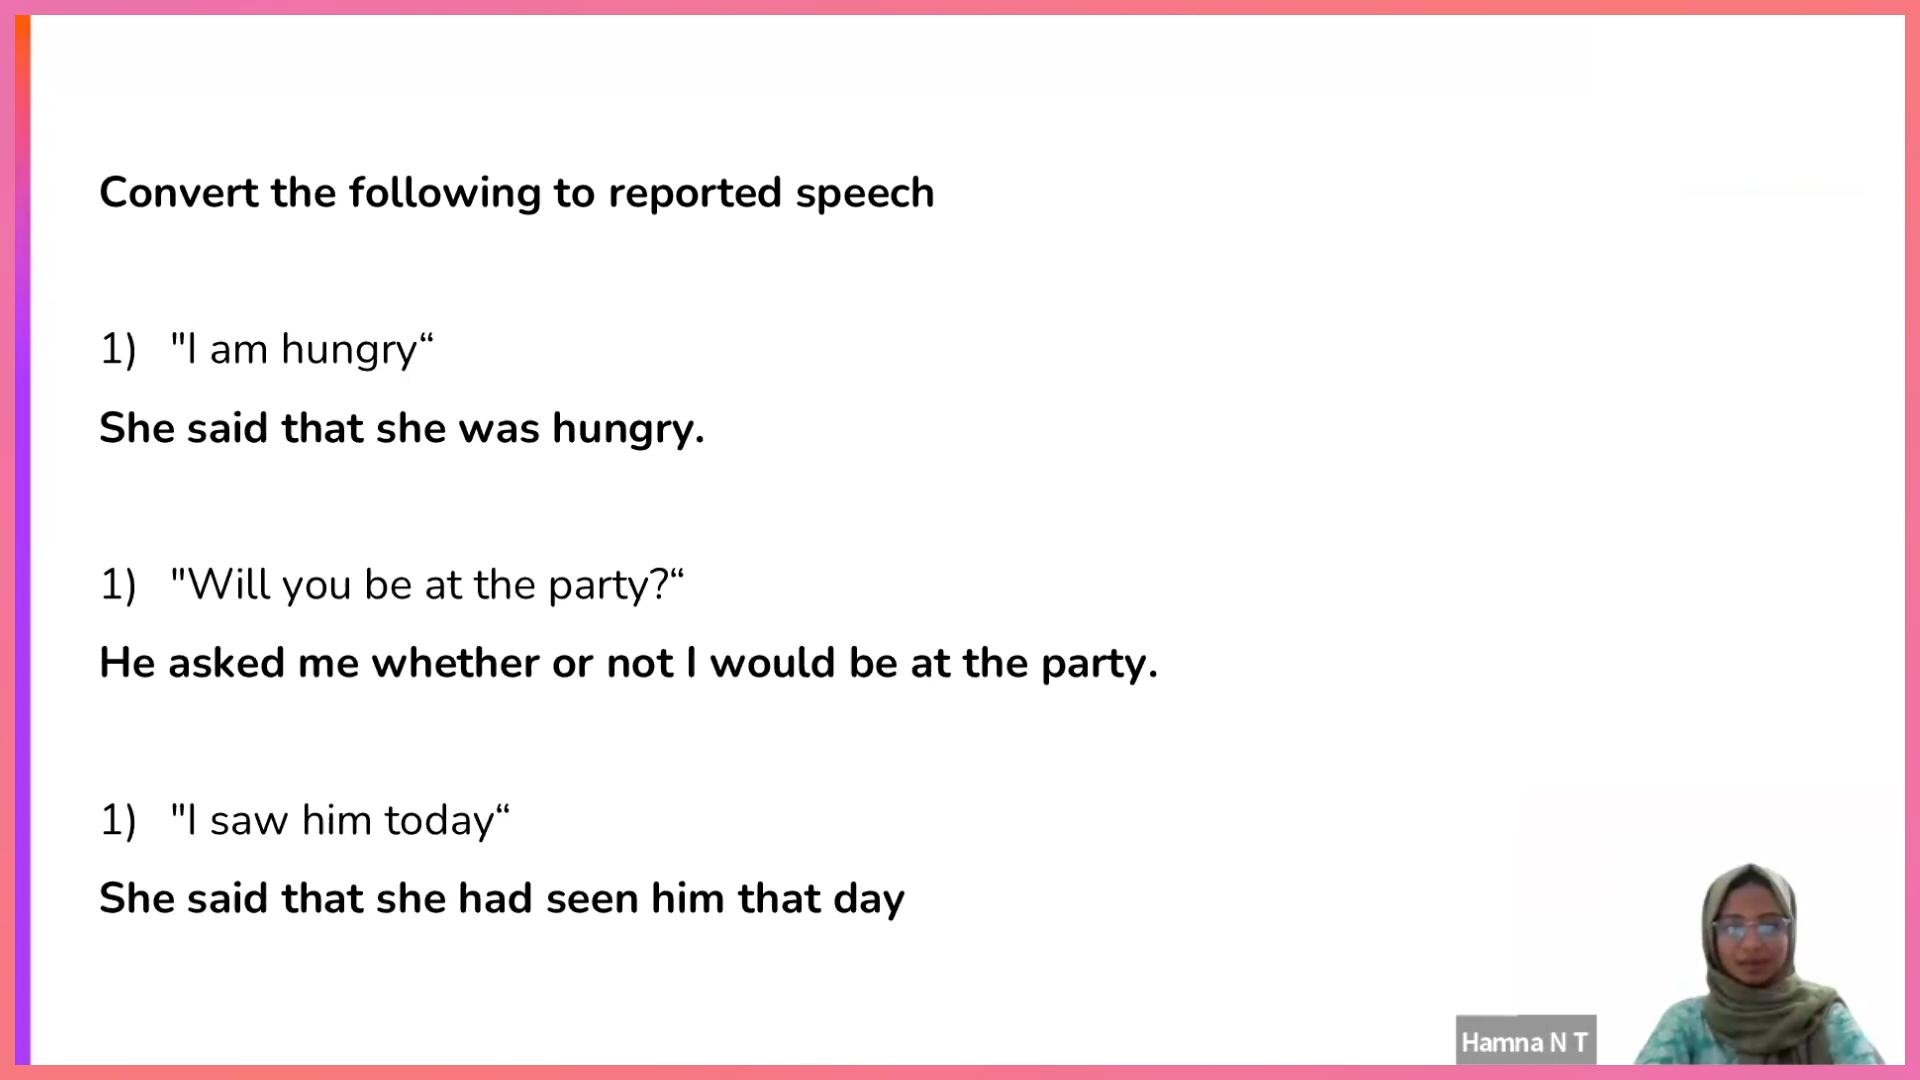 Convert the following to reported speech
1) "I am hungry“
She said that she was hungry.
1) "Will you be at the party?“
He asked me whether or not I would be at the party.
1) "I saw him today“
She said that she had seen him that day
Hamna N T